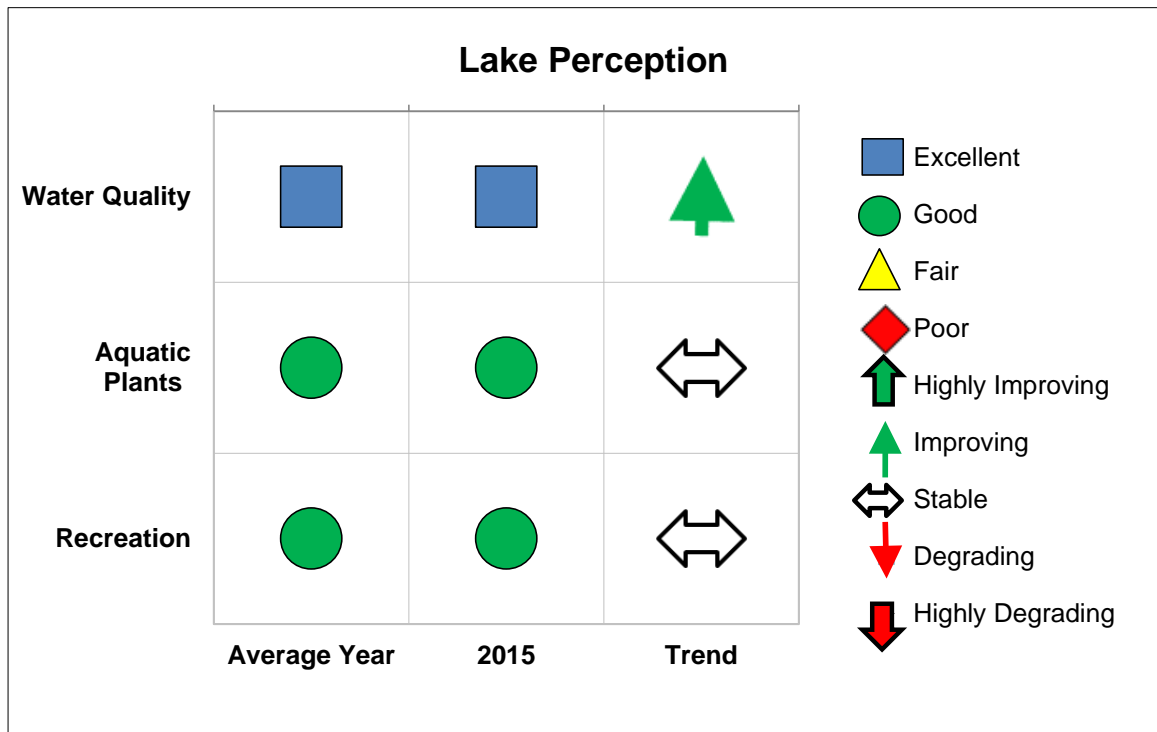 Lake Perception
Water Quality
Aquatic
Plants
Recreation
Average Year
2015
Trend
Excellent
Good
Fair
Poor
Highly Improving
Improving
Stable
Degrading
Highly Degrading